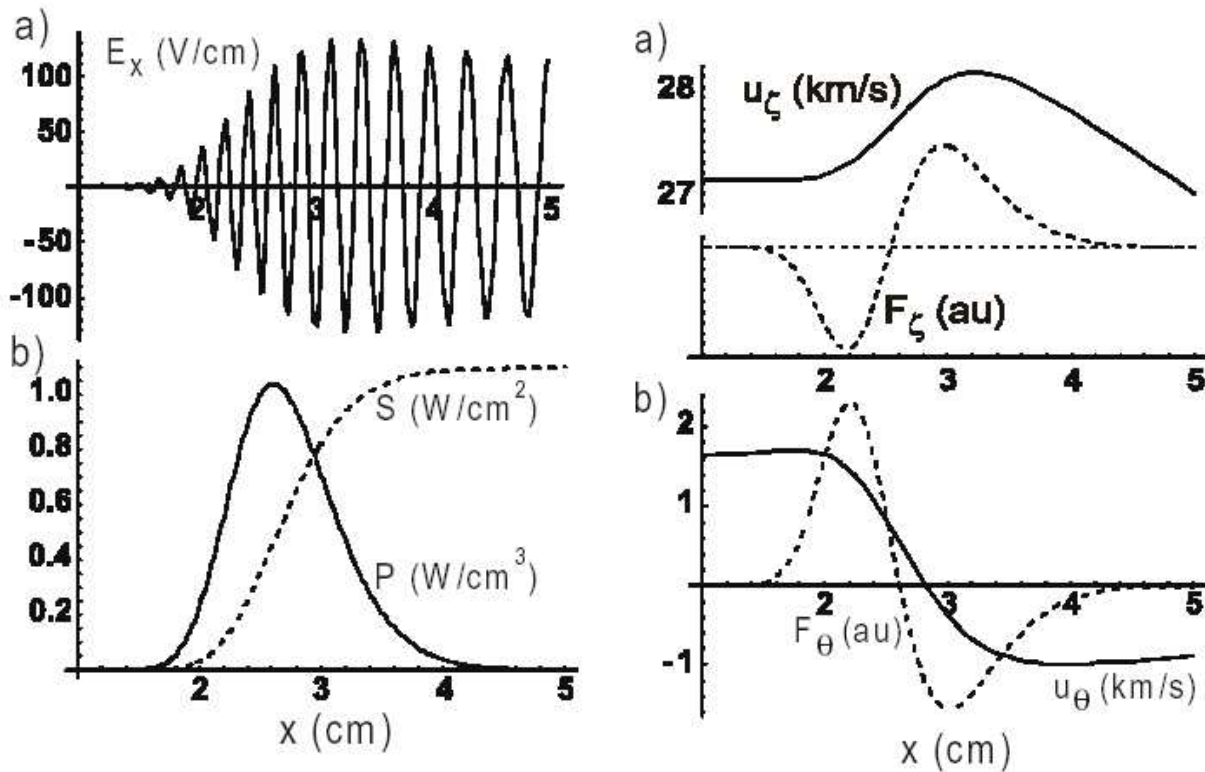 a)
E_x (V/cm)
100
50
-50
-100
2 3 4 5
b)
1.0
0.8
0.6
0.4
0.2
S (W/cm²)
P (W/cm³)
2 3 4 5
x (cm)
a)
28
27
u_ζ (km/s)
F_ζ (au)
2 3 4 5
b)
2
1
-1
2 3 4 5
F_θ (au)
u_θ (km/s)
x (cm)